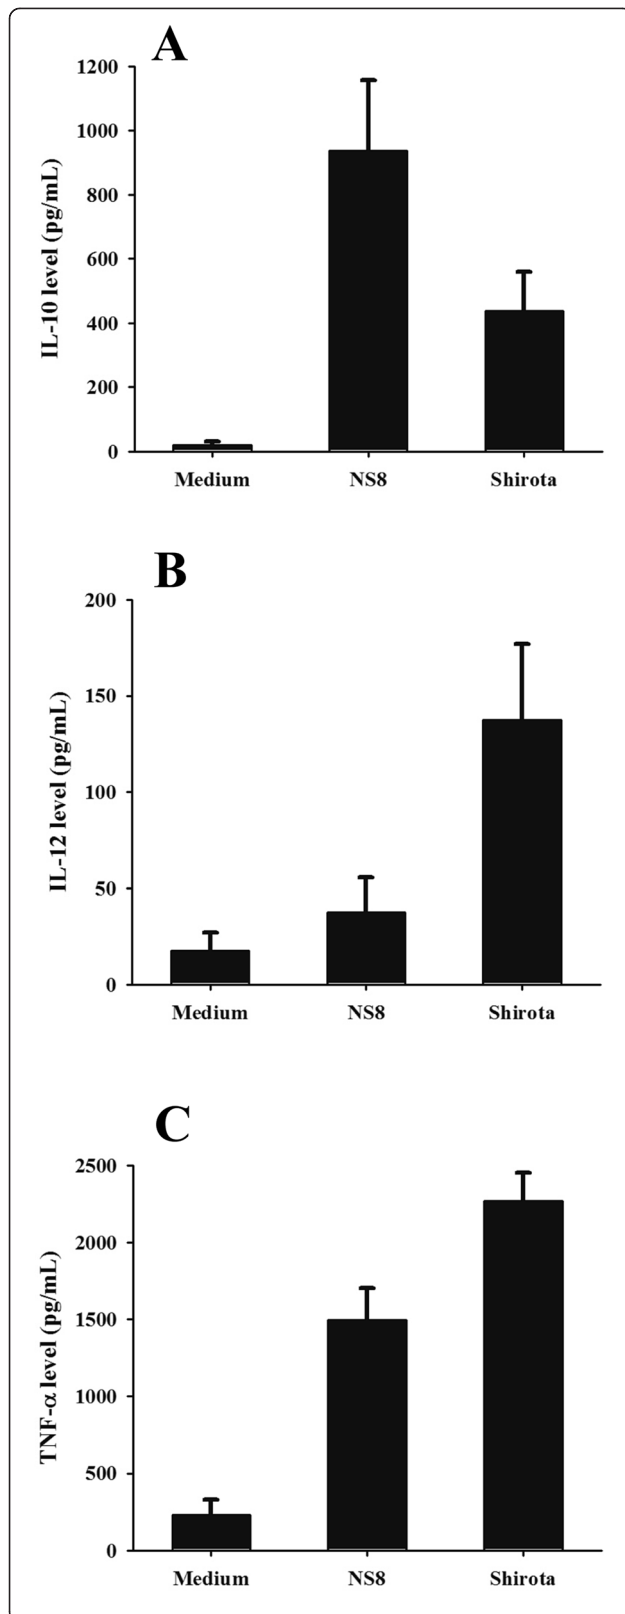 A
IL-10 level (pg/mL)
1200
1000
800
600
400
200
0
Medium NS8 Shirota
B
IL-12 level (pg/mL)
200
150
100
50
0
Medium NS8 Shirota
C
TNF-α level (pg/mL)
2500
2000
1500
1000
500
0
Medium NS8 Shirota